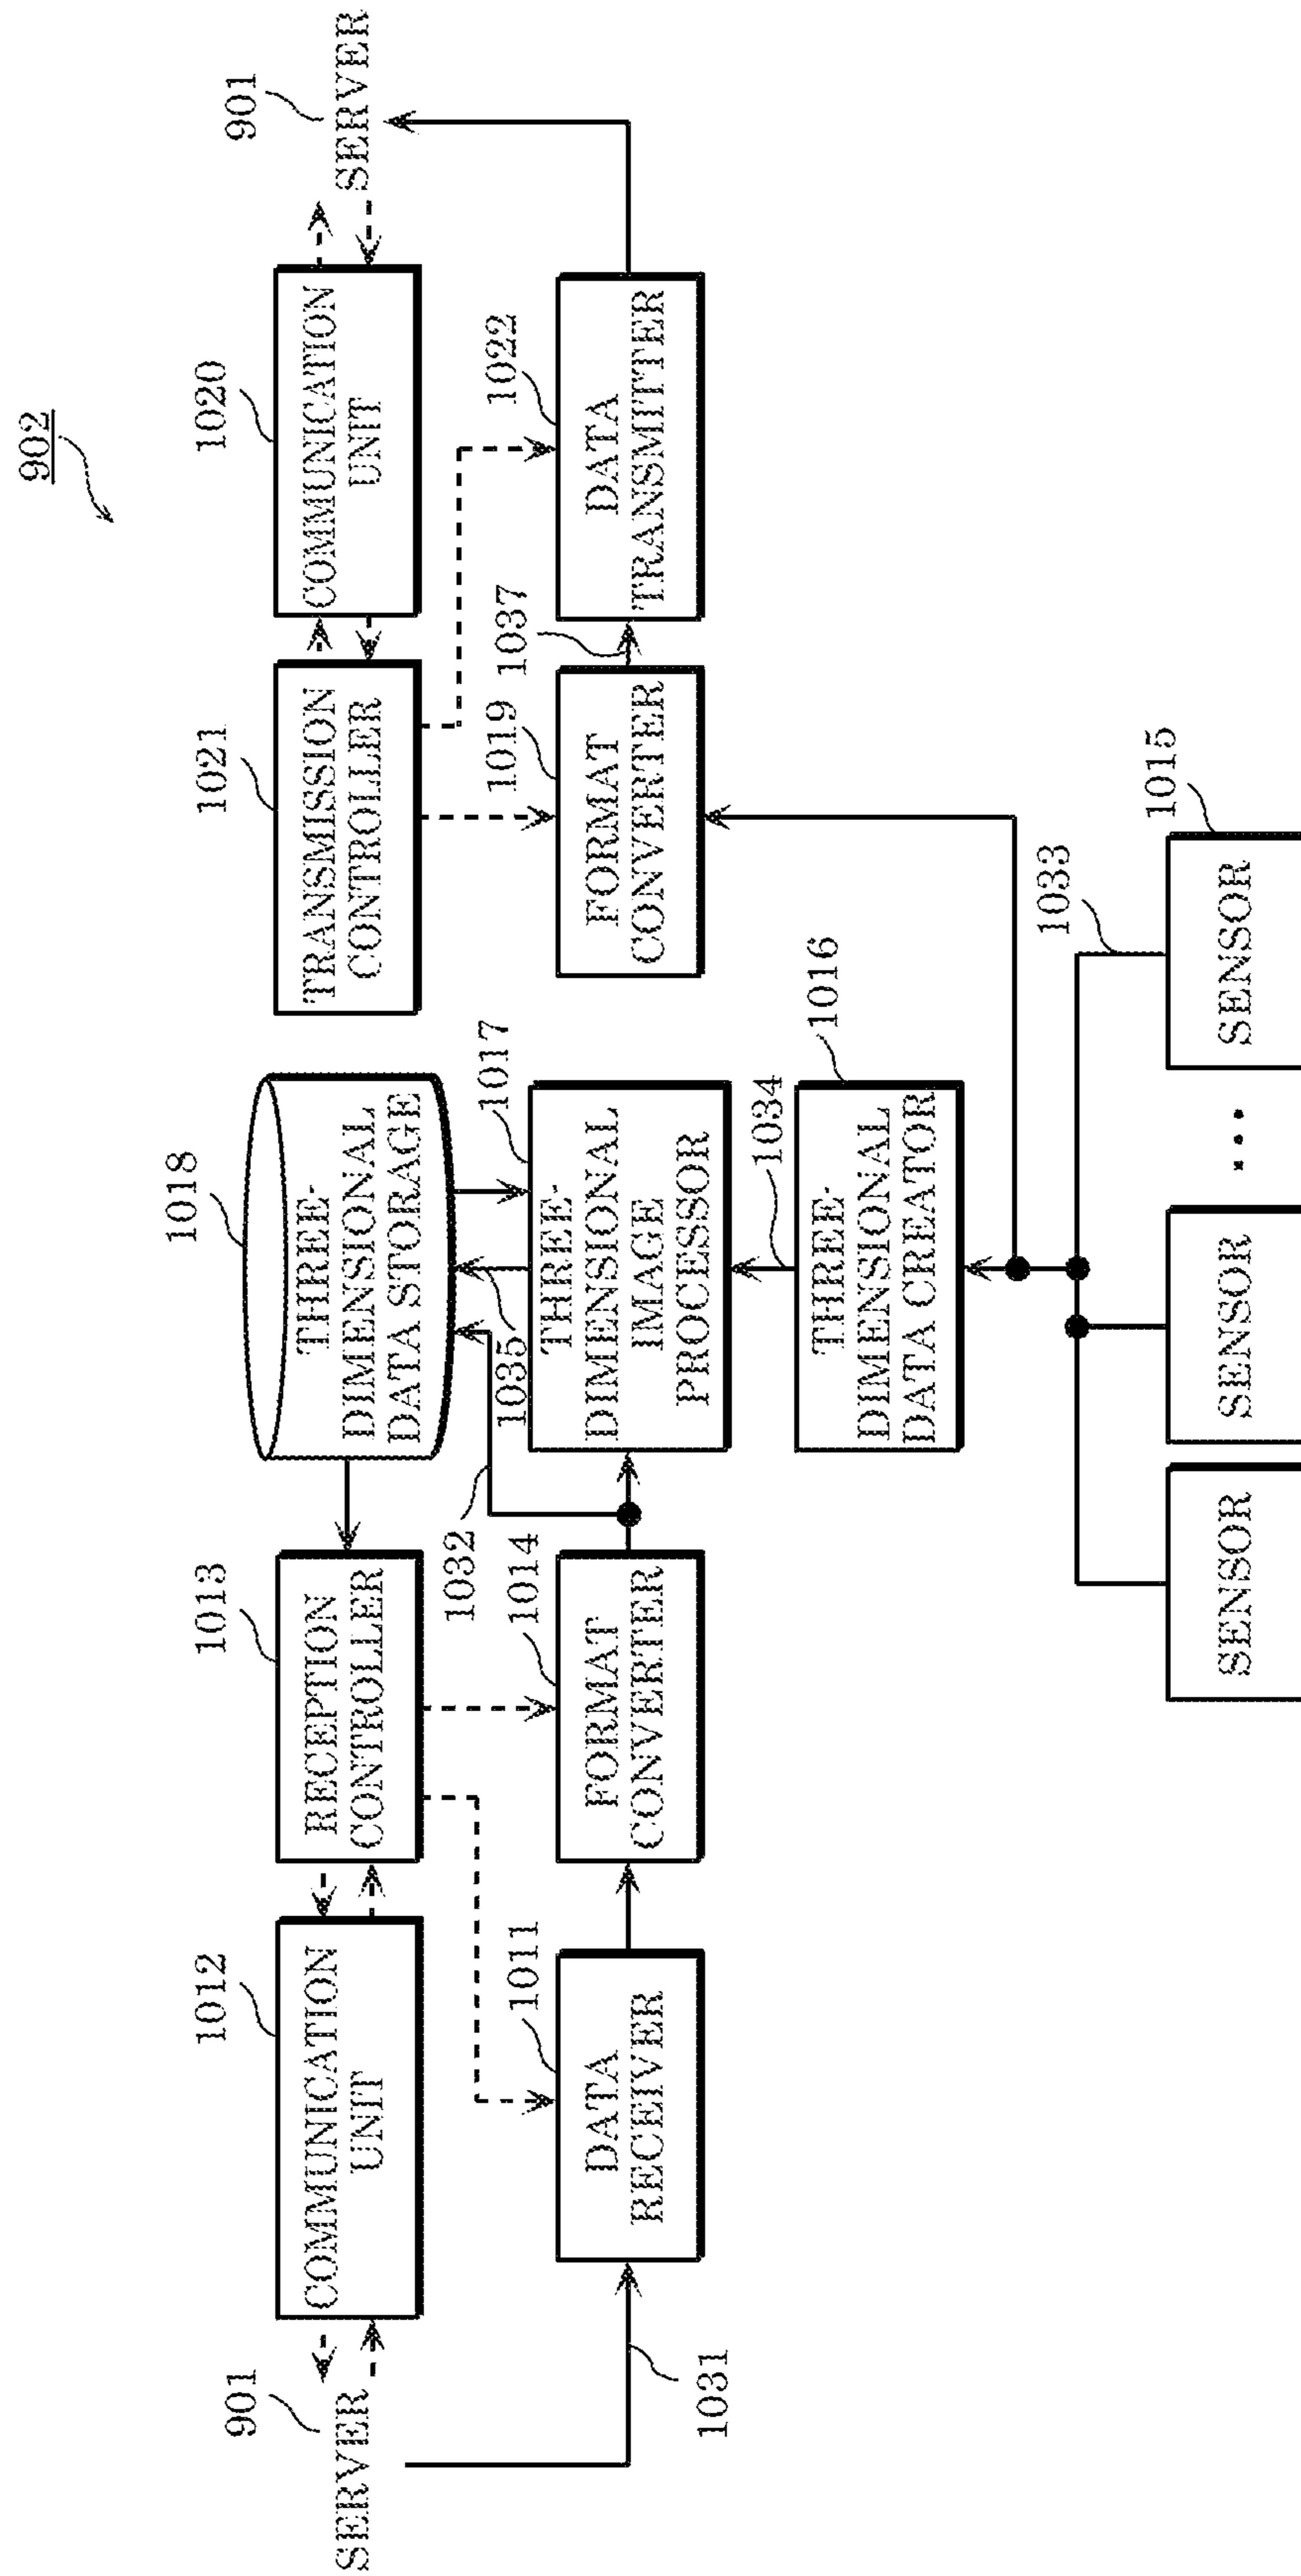 902
901
SERVER
1012
COMMUNICATION
UNIT
1013
RECEPTION
CONTROLLER
1018
THREE-
DIMENSIONAL
DATA STORAGE
1021
TRANSMISSION
CONTROLLER
1020
COMMUNICATION
UNIT
901
SERVER
1031
1011
DATA
RECEIVER
1014
FORMAT
CONVERTER
1032
1035
1017
THREE-
DIMENSIONAL
IMAGE
PROCESSOR
1019
FORMAT
CONVERTER
1037
1022
DATA
TRANSMITTER
1034
1016
THREE-
DIMENSIONAL
DATA CREATOR
1033
1015
SENSOR
SENSOR
...
SENSOR